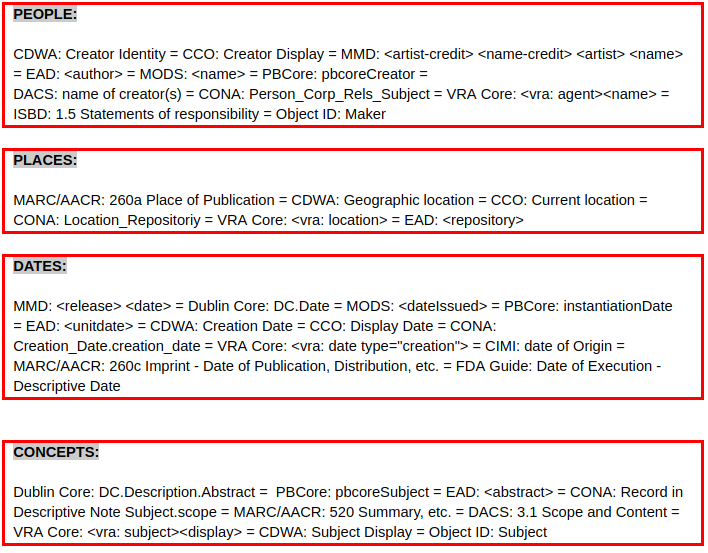 PEOPLE:
CDWA: Creator Identity = CCO: Creator Display = MMD: <artist-credit> <name-credit> <artist> <name>
= EAD: <author> = MODS: <name> = PBCore: pbcoreCreator =
DACS: name of creator(s) = CONA: Person_Corp_Rels_Subject = VRA Core: <vra: agent><name> =
ISBD: 1.5 Statements of responsibility = Object ID: Maker
PLACES:
MARC/AACR: 260a Place of Publication = CDWA: Geographic location = CCO: Current location =
CONA: Location_Repositoriy = VRA Core: <vra: location> = EAD: <repository>
DATES:
MMD: <release> <date> = Dublin Core: DC.Date = MODS: <dateIssued> = PBCore: instantiationDate
= EAD: <unitdate> = CDWA: Creation Date = CCO: Display Date = CONA:
Creation_Date.creation_date = VRA Core: <vra: date type="creation"> = CIMI: date of Origin =
MARC/AACR: 260c Imprint - Date of Publication, Distribution, etc. = FDA Guide: Date of Execution -
Descriptive Date
CONCEPTS:
Dublin Core: DC.Description.Abstract =  PBCore: pbcoreSubject = EAD: <abstract> = CONA: Record in
Descriptive Note Subject.scope = MARC/AACR: 520 Summary, etc. = DACS: 3.1 Scope and Content =
VRA Core: <vra: subject><display> = CDWA: Subject Display = Object ID: Subject